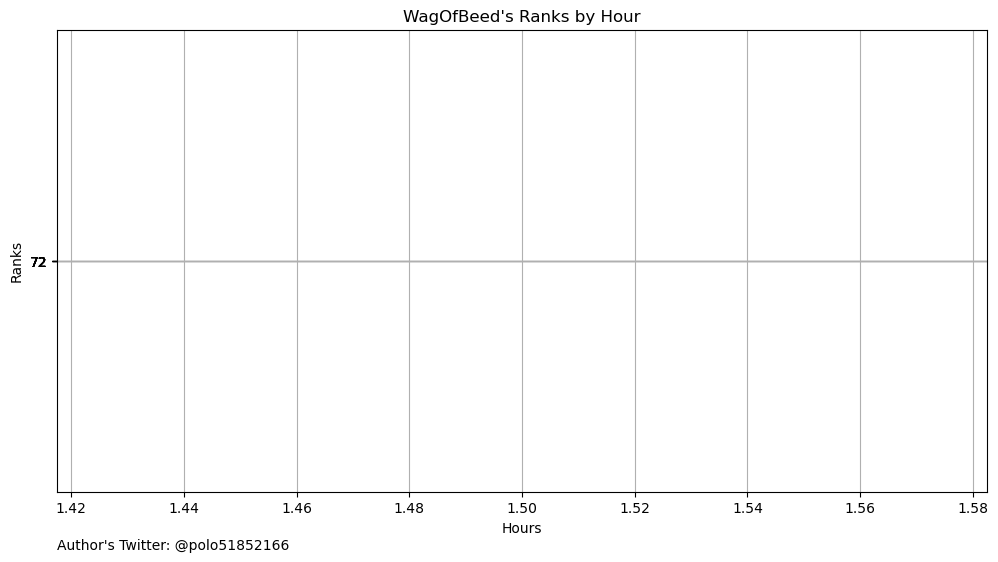 WagOfBeed's Ranks by Hour
Ranks
72
1.42 1.44 1.46 1.48 1.50 1.52 1.54 1.56 1.58
Hours
Author's Twitter: @polo51852166